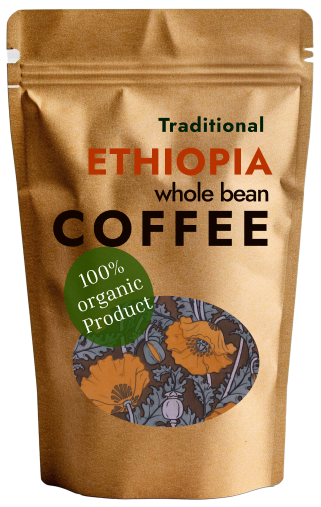 Traditional
ETHIOPIA
whole bean
COFFEE
100%
organic
Product